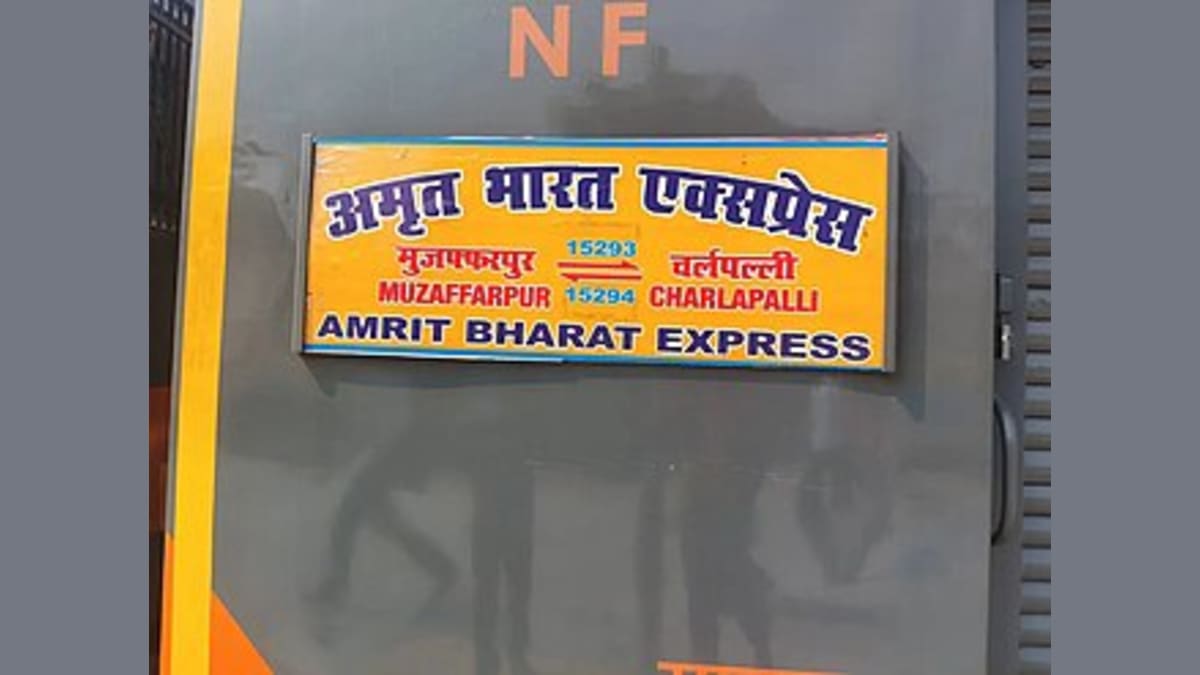 NF
अमृत भारत एक्सप्रेस
मुजफ्फरपुर 15293 चर्लपल्ली
MUZAFFARPUR 15294 CHARLAPALLI
AMRIT BHARAT EXPRESS